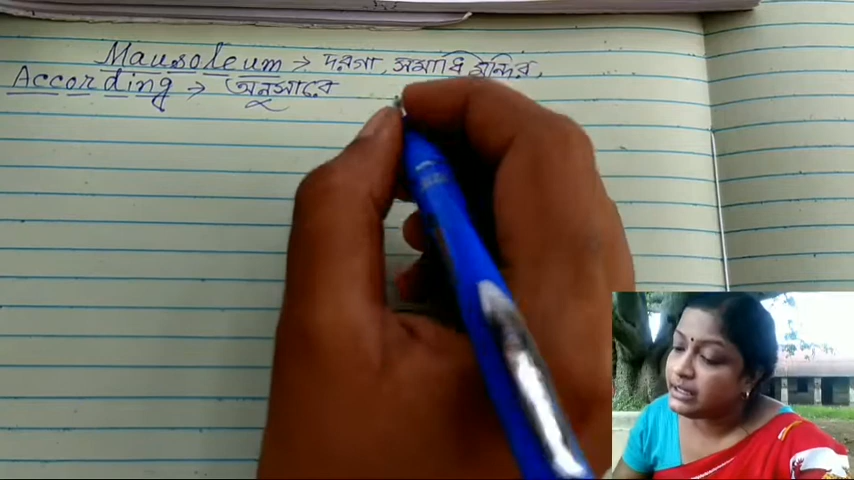 Mausoleum → দরগা, সমাধি মন্দির,
According → অনুসারে